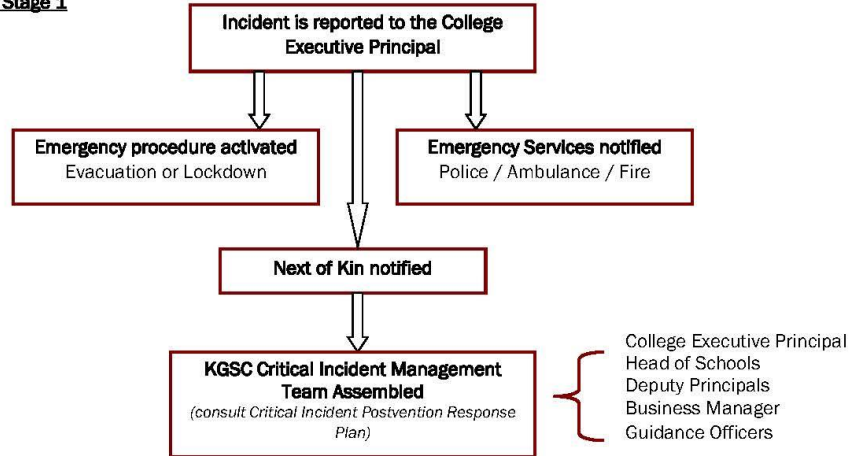 Stage 1
Incident is reported to the College
Executive Principal
Emergency procedure activated
Evacuation or Lockdown
Emergency Services notified
Police / Ambulance / Fire
Next of Kin notified
KGSC Critical Incident Management
Team Assembled
(consult Critical Incident Postvention Response
Plan)
College Executive Principal
Head of Schools
Deputy Principals
Business Manager
Guidance Officers